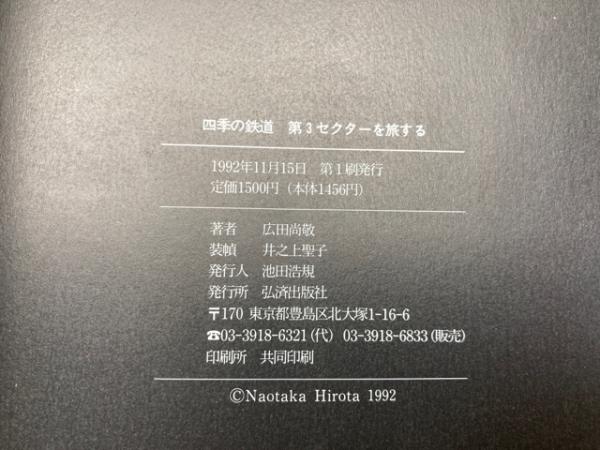 四季の鉄道　第3セクターを旅する
1992年11月15日　第1刷発行
定価1500円（本体1456円）
著者　広田尚敬
装幀　井之上聖子
発行人　池田浩規
発行所　弘済出版社
〒170 東京都豊島区北大塚1-16-6
☎03-3918-6321(代) 03-3918-6833(販売)
印刷所　共同印刷
©Naotaka Hirota 1992